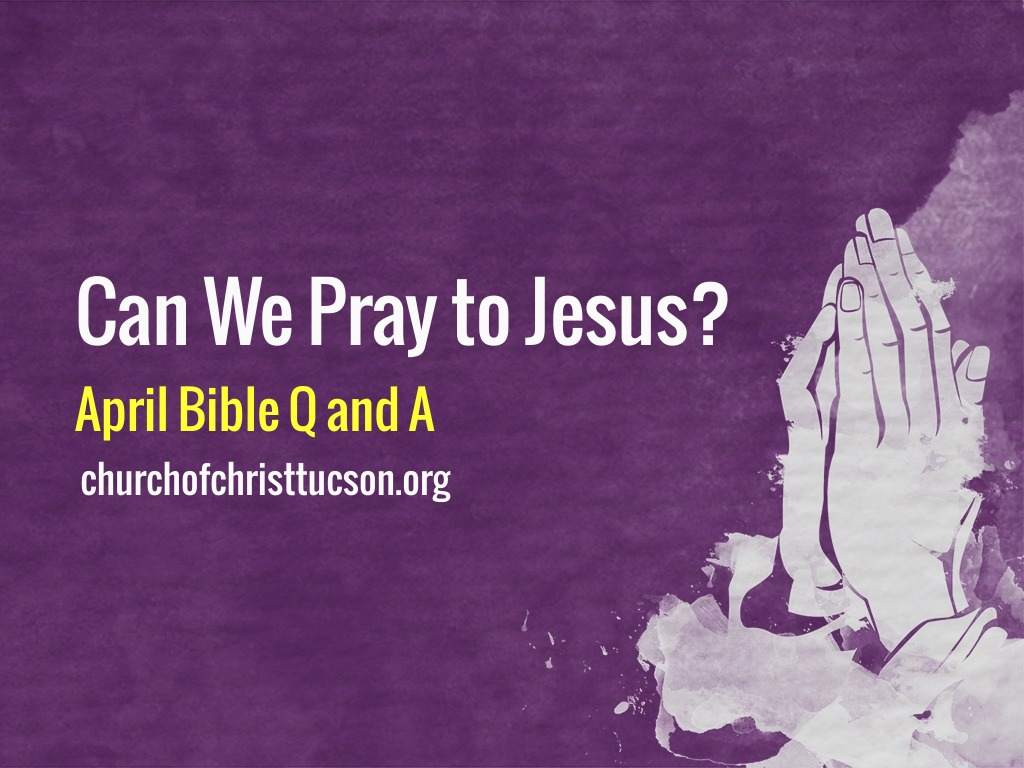 Can We Pray to Jesus?
April Bible Q and A
churchofchristtucson.org